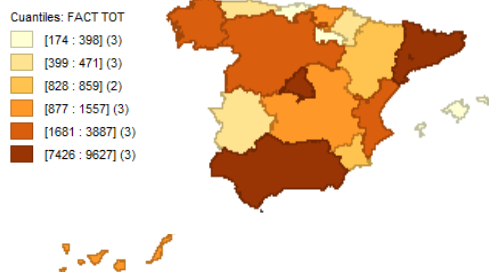 Cuantiles: FACT TOT
[174 : 398] (3)
[399 : 471] (3)
[828 : 859] (2)
[877 : 1557] (3)
[1681 : 3887] (3)
[7426 : 9627] (3)